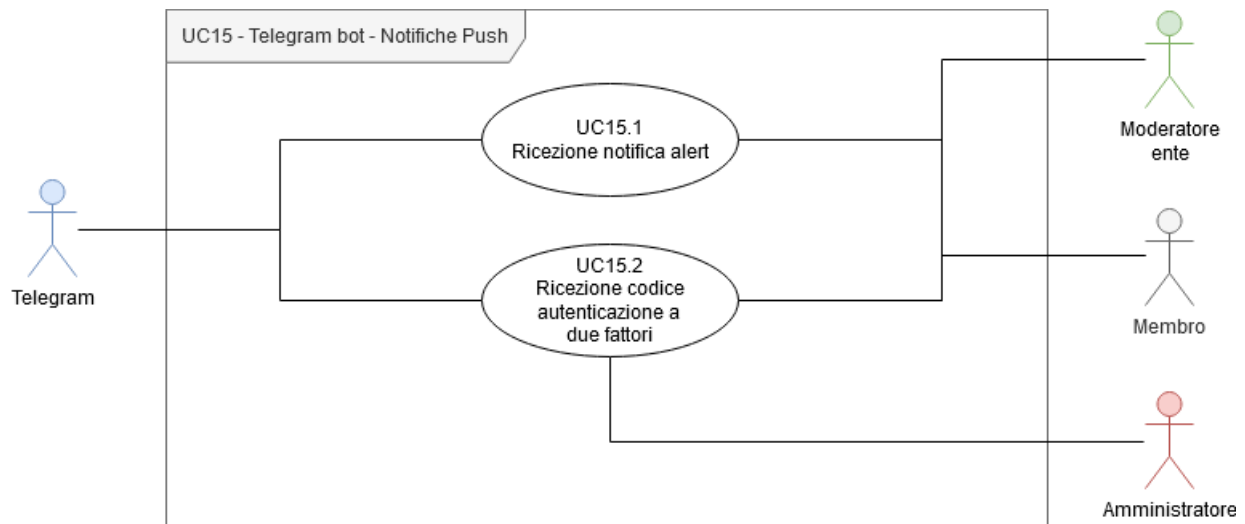 UC15 - Telegram bot - Notifiche Push
UC15.1
Ricezione notifica alert
Moderatore
ente
UC15.2
Ricezione codice
autenticazione a
due fattori
Telegram
Membro
Amministratore